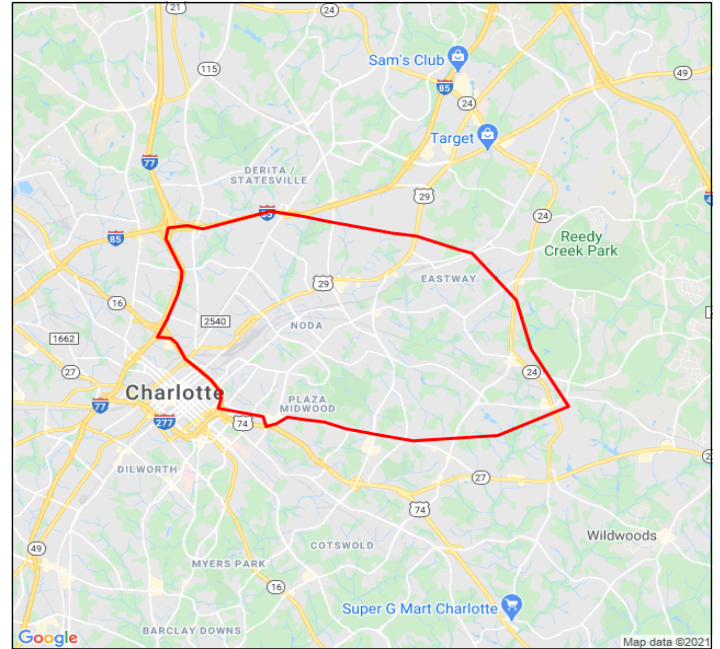 21
24
Sam's Club
115
85
49
24
Target
77
DERITA /
STATESVILLE
29
85
24
85
Reedy
Creek Park
EASTWAY
29
16
2540
NODA
1662
27
24
Charlotte
77
PLAZA
MIDWOOD
277
74
DILWORTH
27
74
Wildwoods
COTSWOLD
49
MYERS PARK
16
Super G Mart Charlotte
BARCLAY DOWNS
Google
Map data ©2021